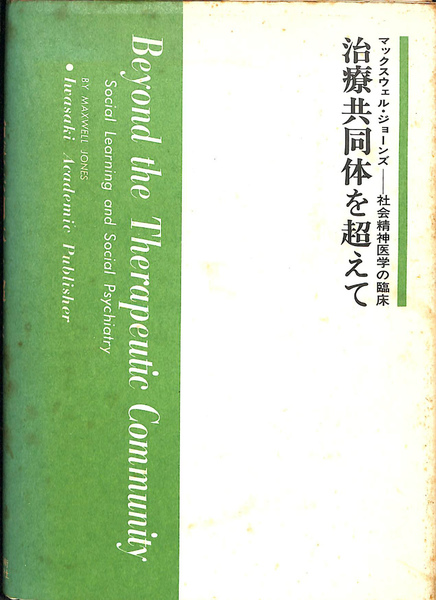 マックスウェル・ジョーンズ――社会精神医学の臨床
治療共同体を超えて
Beyond the Therapeutic Community
Social Learning and Social Psychiatry
BY MAXWELL JONES
• Iwasaki Academic Publisher